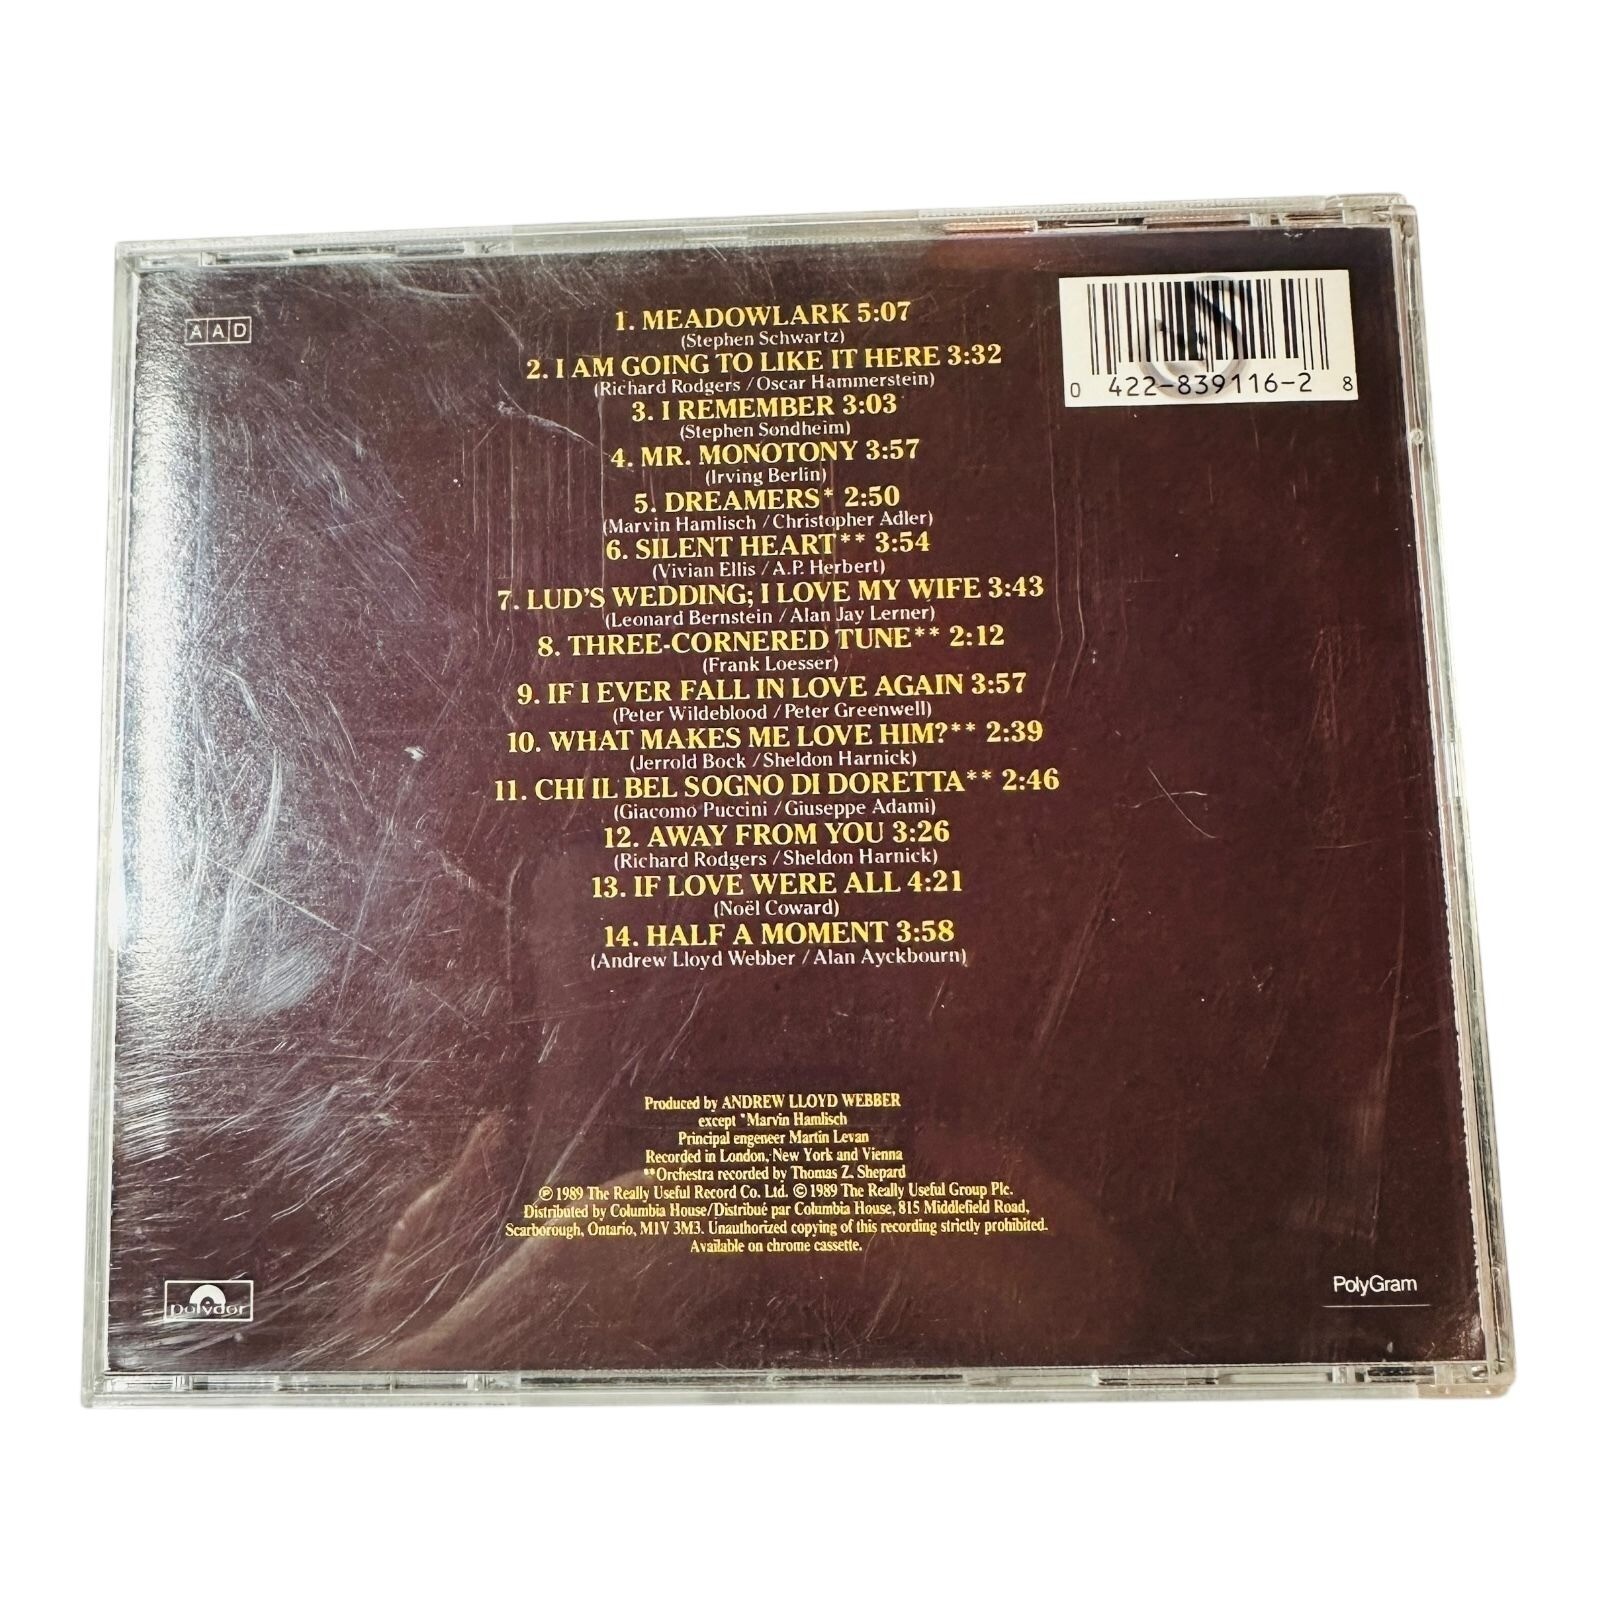 AAD
1. MEADOWLARK 5:07
(Stephen Schwartz)
2. I AM GOING TO LIKE IT HERE 3:32
(Richard Rodgers / Oscar Hammerstein)
3. I REMEMBER 3:03
(Stephen Sondheim)
4. MR. MONOTONY 3:57
(Irving Berlin)
5. DREAMERS* 2:50
(Marvin Hamlisch / Christopher Adler)
6. SILENT HEART** 3:54
(Vivian Ellis / A.P. Herbert)
7. LUD'S WEDDING; I LOVE MY WIFE 3:43
(Leonard Bernstein / Alan Jay Lerner)
8. THREE-CORNERED TUNE** 2:12
(Frank Loesser)
9. IF I EVER FALL IN LOVE AGAIN 3:57
(Peter Wildeblood / Peter Greenwell)
10. WHAT MAKES ME LOVE HIM?** 2:39
(Jerrold Bock / Sheldon Harnick)
11. CHI IL BEL SOGNO DI DORETTA** 2:46
(Giacomo Puccini / Giuseppe Adami)
12. AWAY FROM YOU 3:26
(Richard Rodgers / Sheldon Harnick)
13. IF LOVE WERE ALL 4:21
(Noël Coward)
14. HALF A MOMENT 3:58
(Andrew Lloyd Webber / Alan Ayckbourn)
0 422-839116-2 8
Produced by ANDREW LLOYD WEBBER
except *Marvin Hamlisch
Principal engeneer Martin Levan
Recorded in London, New York and Vienna
**Orchestra recorded by Thomas Z. Shepard
℗ 1989 The Really Useful Record Co. Ltd. © 1989 The Really Useful Group Plc.
Distributed by Columbia House/Distribué par Columbia House, 815 Middlefield Road,
Scarborough, Ontario, M1V 3M3. Unauthorized copying of this recording strictly prohibited.
Available on chrome cassette.
Polydor
PolyGram